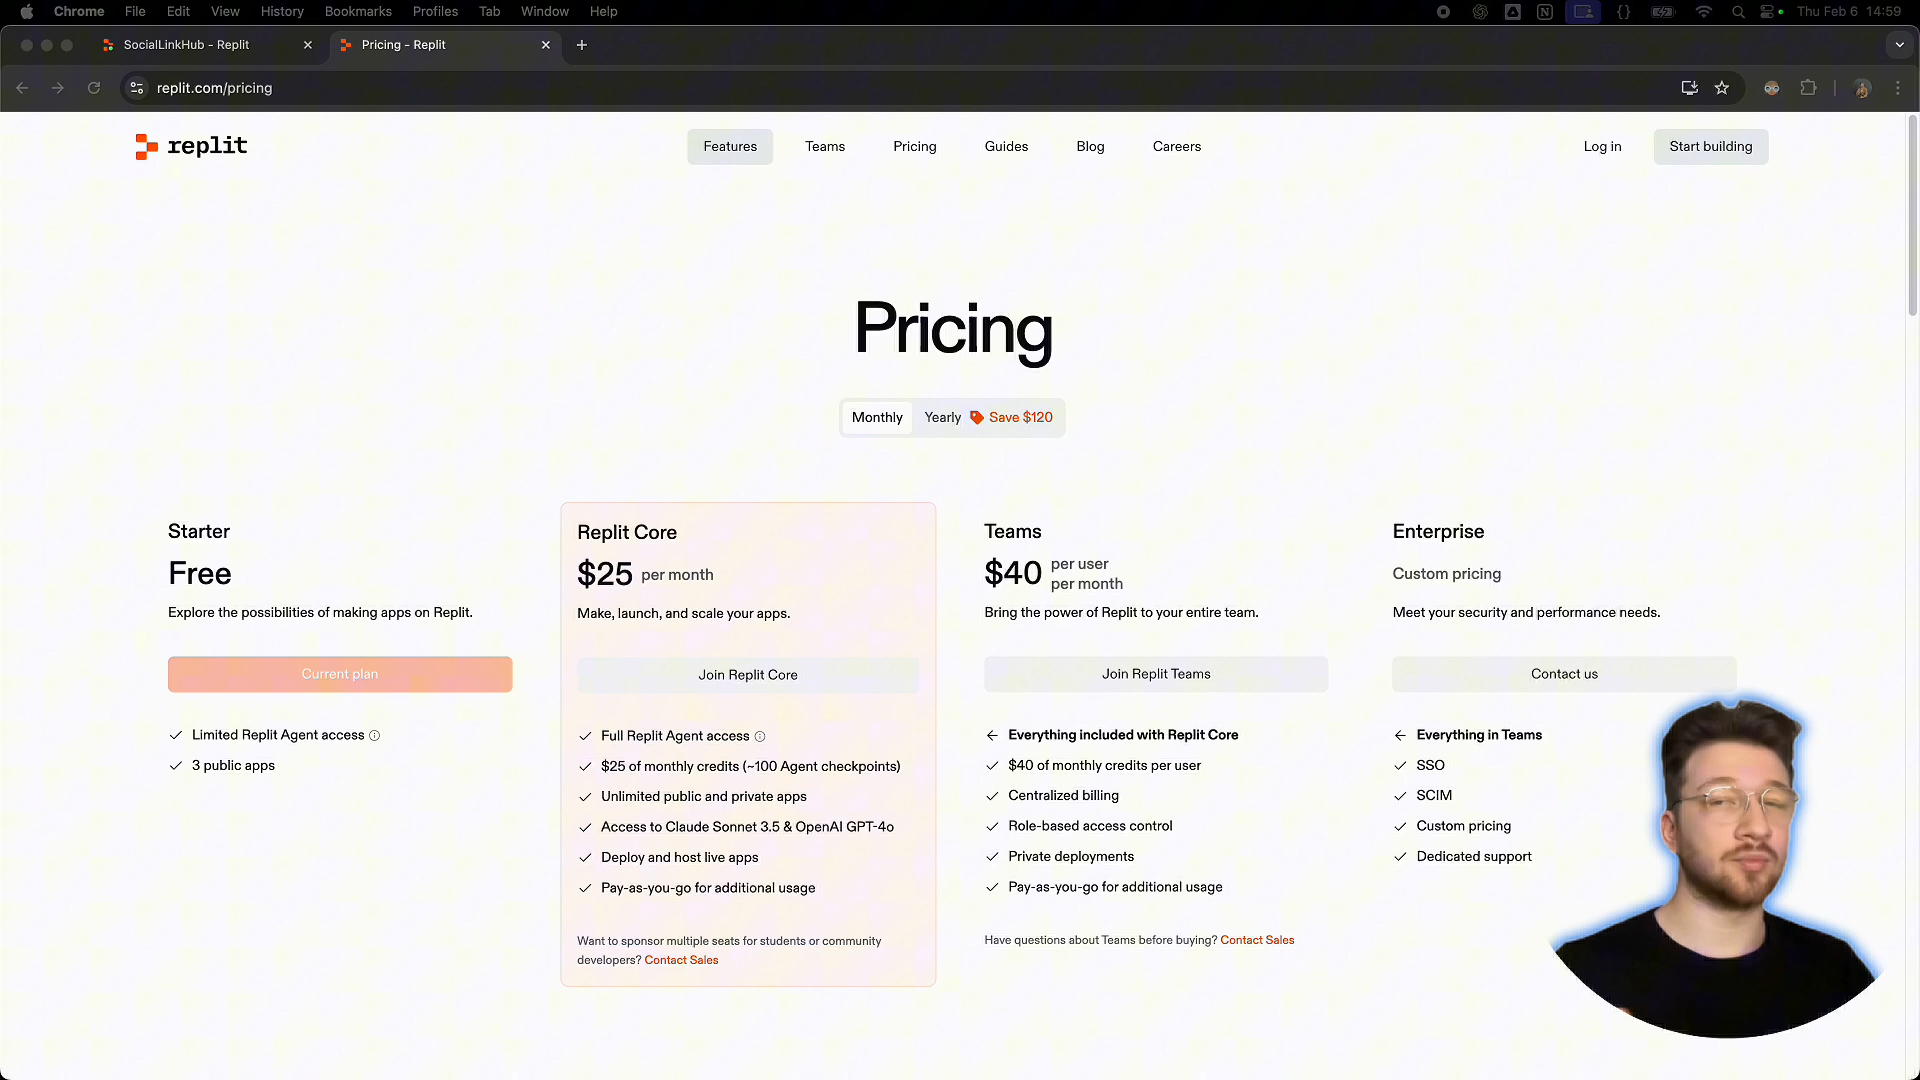 Chrome File Edit View History Bookmarks Profiles Tab Window Help
Thu Feb 6 14:59
SocialLinkHub - Replit
Pricing - Replit
replit.com/pricing
replit
Features
Teams
Pricing
Guides
Blog
Careers
Log in
Start building
Pricing
Monthly
Yearly
Save $120
Starter
Free
Explore the possibilities of making apps on Replit.
Current plan
Limited Replit Agent access
3 public apps
Replit Core
$25 per month
Make, launch, and scale your apps.
Join Replit Core
Full Replit Agent access
$25 of monthly credits (~100 Agent checkpoints)
Unlimited public and private apps
Access to Claude Sonnet 3.5 & OpenAI GPT-4o
Deploy and host live apps
Pay-as-you-go for additional usage
Want to sponsor multiple seats for students or community
developers? Contact Sales
Teams
$40 per user
per month
Bring the power of Replit to your entire team.
Join Replit Teams
Everything included with Replit Core
$40 of monthly credits per user
Centralized billing
Role-based access control
Private deployments
Pay-as-you-go for additional usage
Have questions about Teams before buying? Contact Sales
Enterprise
Custom pricing
Meet your security and performance needs.
Contact us
Everything in Teams
SSO
SCIM
Custom pricing
Dedicated support